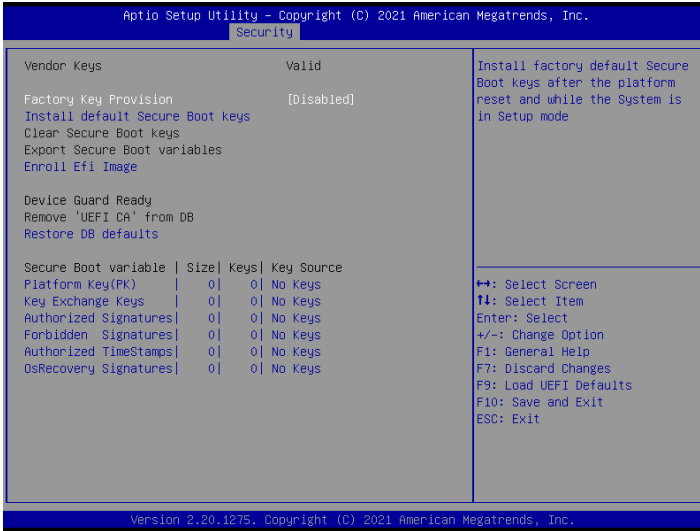 Aptio Setup Utility – Copyright (C) 2021 American Megatrends, Inc.
Security
Vendor Keys Valid
Factory Key Provision [Disabled]
Install default Secure Boot keys
Clear Secure Boot keys
Export Secure Boot variables
Enroll Efi Image
Device Guard Ready
Remove 'UEFI CA' from DB
Restore DB defaults
Secure Boot variable | Size| Keys| Key Source
Platform Key(PK) | 0| 0| No Keys
Key Exchange Keys | 0| 0| No Keys
Authorized Signatures| 0| 0| No Keys
Forbidden Signatures| 0| 0| No Keys
Authorized TimeStamps| 0| 0| No Keys
OsRecovery Signatures| 0| 0| No Keys
Install factory default Secure
Boot keys after the platform
reset and while the System is
in Setup mode
↔: Select Screen
↑↓: Select Item
Enter: Select
+/-: Change Option
F1: General Help
F7: Discard Changes
F9: Load UEFI Defaults
F10: Save and Exit
ESC: Exit
Version 2.20.1275. Copyright (C) 2021 American Megatrends, Inc.